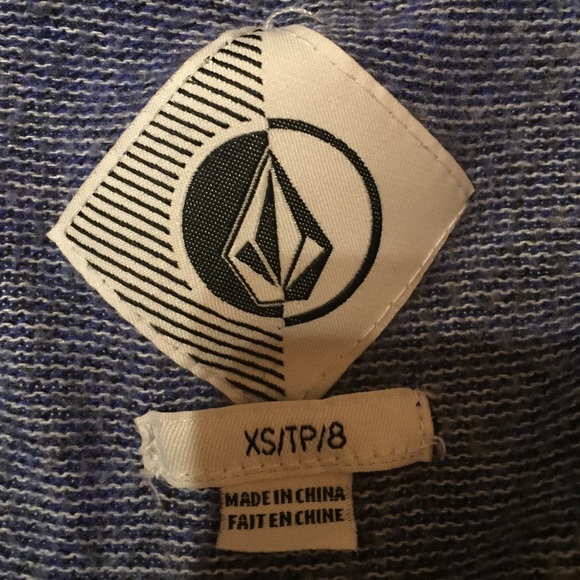 XS/TP/8
MADE IN CHINA
FAIT EN CHINE